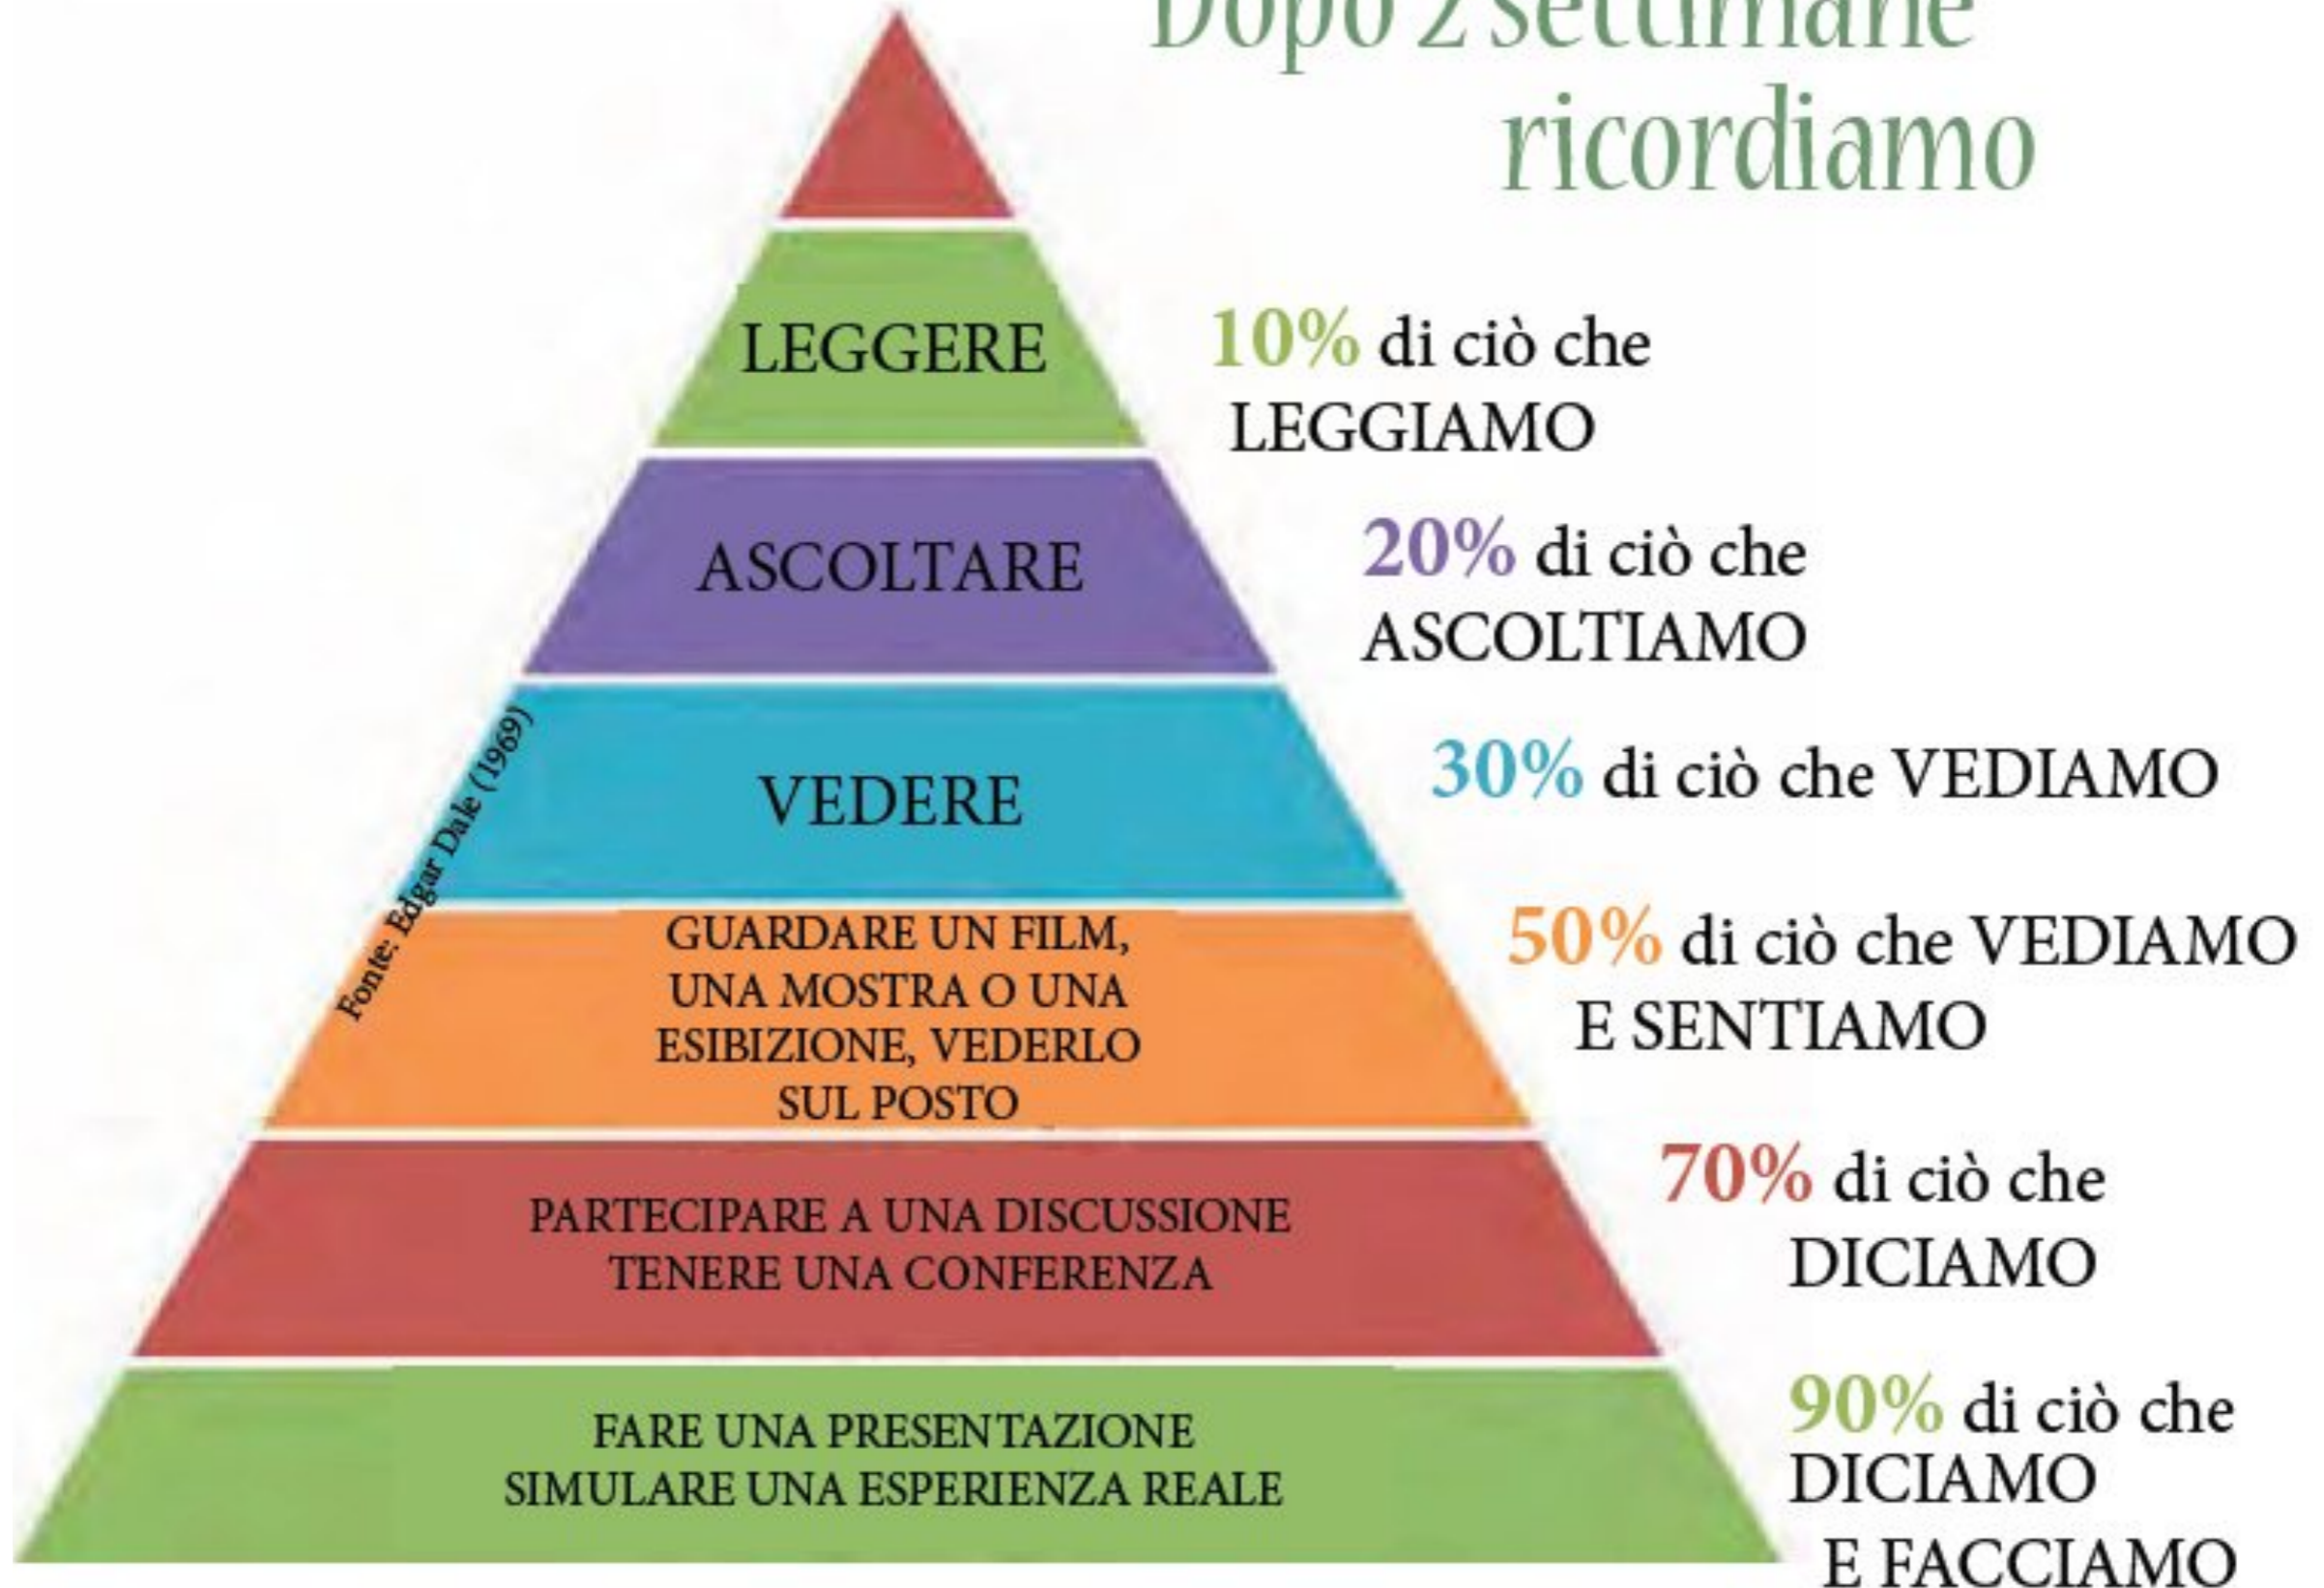 Dopo 2 settimane
ricordiamo
LEGGERE
10% di ciò che
LEGGIAMO
ASCOLTARE
20% di ciò che
ASCOLTIAMO
VEDERE
30% di ciò che VEDIAMO
Fonte: Edgar Dale (1969)
GUARDARE UN FILM,
UNA MOSTRA O UNA
ESIBIZIONE, VEDERLO
SUL POSTO
50% di ciò che VEDIAMO
E SENTIAMO
PARTECIPARE A UNA DISCUSSIONE
TENERE UNA CONFERENZA
70% di ciò che
DICIAMO
FARE UNA PRESENTAZIONE
SIMULARE UNA ESPERIENZA REALE
90% di ciò che
DICIAMO
E FACCIAMO